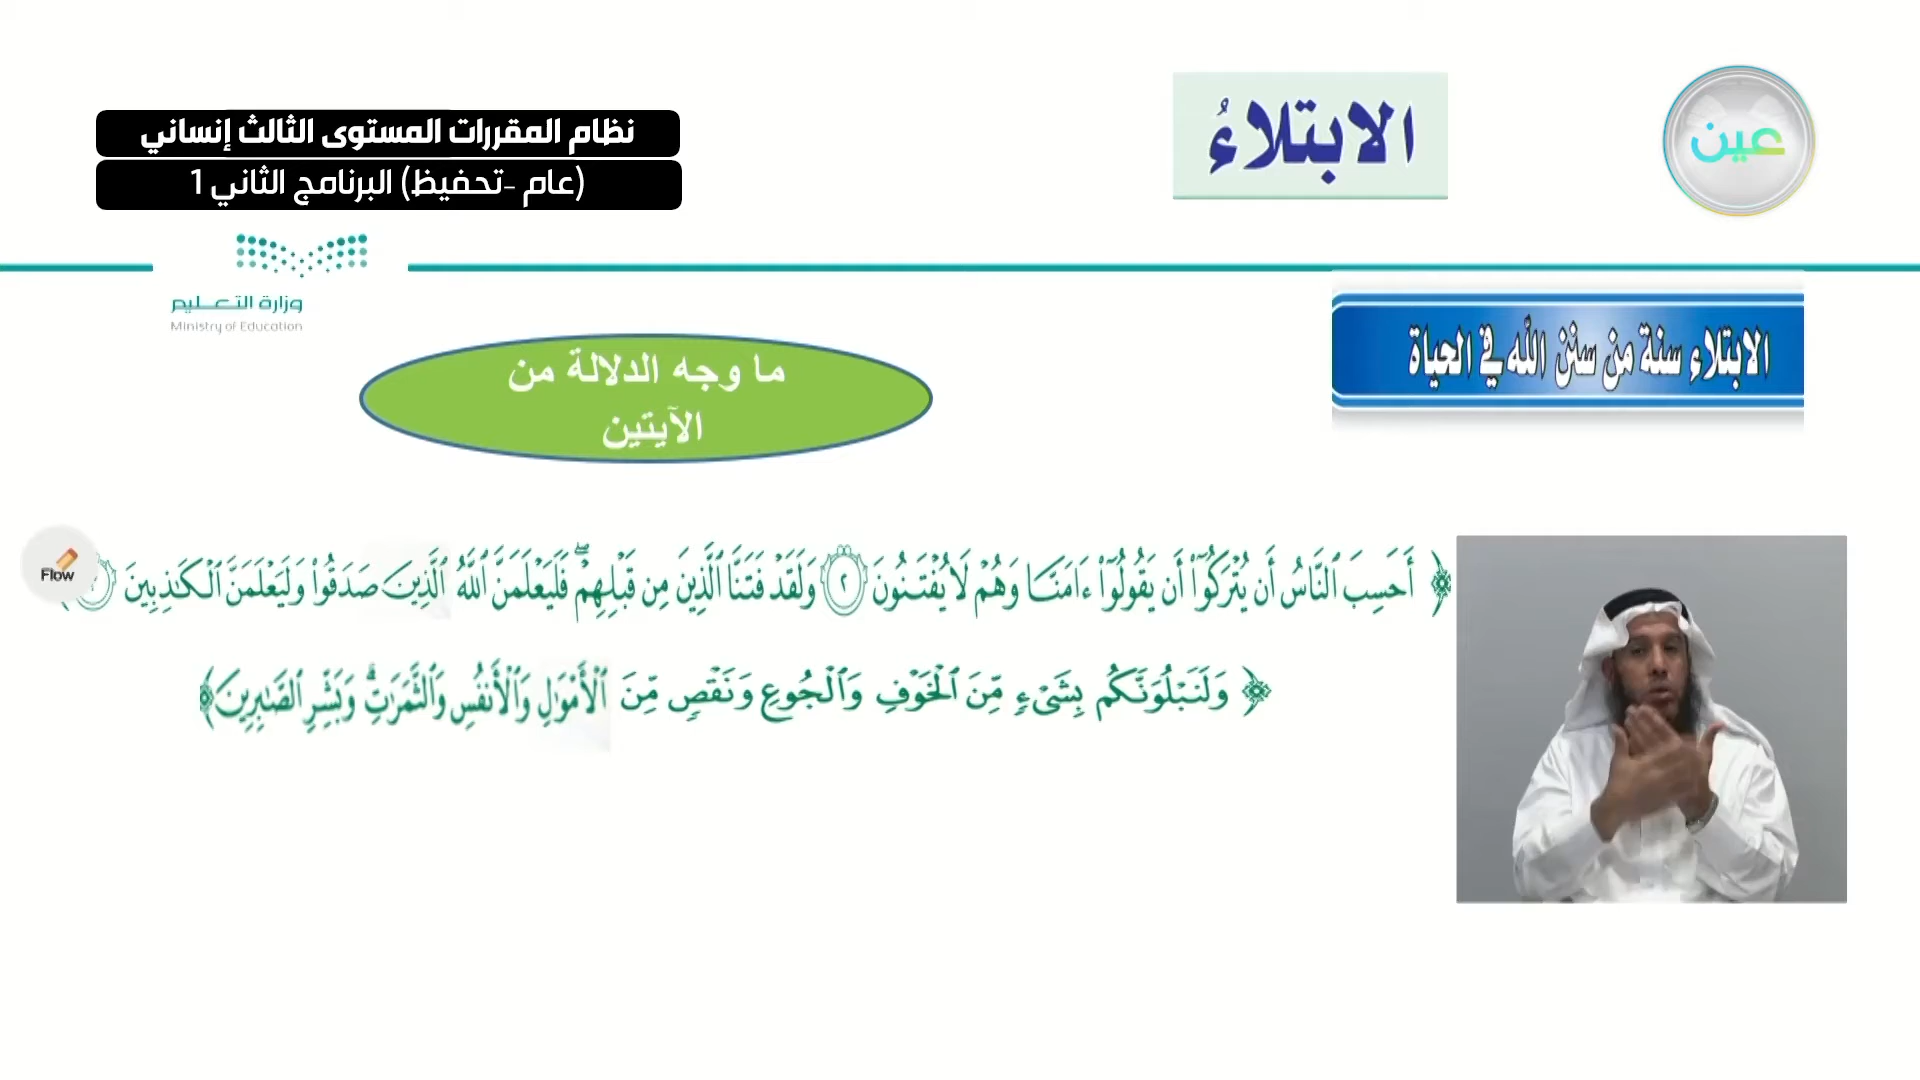 نظام المقررات المستوى الثالث إنساني
(عام -تحفيظ) البرنامج الثاني 1
الابتلاءُ
عين
وزارة التعليم
Ministry of Education
الابتلاء سنة من سنن الله في الحياة
ما وجه الدلالة من
الآيتين
﴿ أَحَسِبَ ٱلنَّاسُ أَن يُتْرَكُوٓا۟ أَن يَقُولُوٓا۟ ءَامَنَّا وَهُمْ لَا يُفْتَنُونَ ٢ وَلَقَدْ فَتَنَّا ٱلَّذِينَ مِن قَبْلِهِمْ ۖ فَلَيَعْلَمَنَّ ٱللَّهُ ٱلَّذِينَ صَدَقُوا۟ وَلَيَعْلَمَنَّ ٱلْكَـٰذِبِينَ
Flow
﴿ وَلَنَبْلُوَنَّكُم بِشَىْءٍ مِّنَ ٱلْخَوْفِ وَٱلْجُوعِ وَنَقْصٍ مِّنَ ٱلْأَمْوَٰلِ وَٱلْأَنفُسِ وَٱلثَّمَرَٰتِ ۗ وَبَشِّرِ ٱلصَّـٰبِرِينَ ﴾